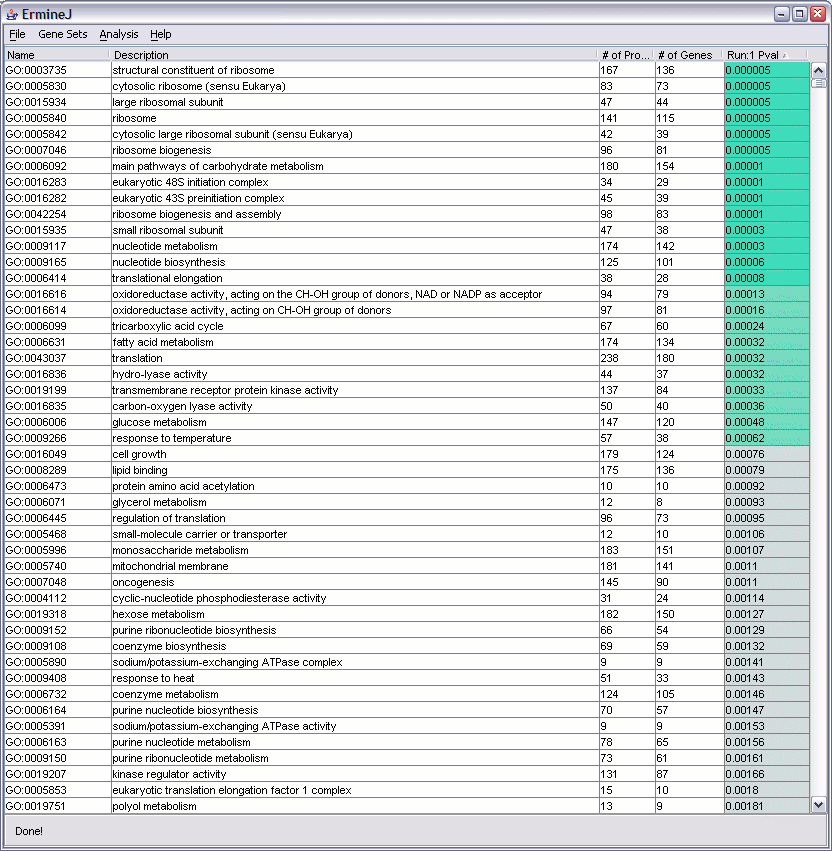 ErmineJ
File Gene Sets Analysis Help
Name Description # of Pro... # of Genes Run:1 Pval
GO:0003735 structural constituent of ribosome 167 136 0.000005
GO:0005830 cytosolic ribosome (sensu Eukarya) 83 73 0.000005
GO:0015934 large ribosomal subunit 47 44 0.000005
GO:0005840 ribosome 141 115 0.000005
GO:0005842 cytosolic large ribosomal subunit (sensu Eukarya) 42 39 0.000005
GO:0007046 ribosome biogenesis 96 81 0.000005
GO:0006092 main pathways of carbohydrate metabolism 180 154 0.00001
GO:0016283 eukaryotic 48S initiation complex 34 29 0.00001
GO:0016282 eukaryotic 43S preinitiation complex 45 39 0.00001
GO:0042254 ribosome biogenesis and assembly 98 83 0.00001
GO:0015935 small ribosomal subunit 47 38 0.00003
GO:0009117 nucleotide metabolism 174 142 0.00003
GO:0009165 nucleotide biosynthesis 125 101 0.00006
GO:0006414 translational elongation 38 28 0.00008
GO:0016616 oxidoreductase activity, acting on the CH-OH group of donors, NAD or NADP as acceptor 94 79 0.00013
GO:0016614 oxidoreductase activity, acting on CH-OH group of donors 97 81 0.00016
GO:0006099 tricarboxylic acid cycle 67 60 0.00024
GO:0006631 fatty acid metabolism 174 134 0.00032
GO:0043037 translation 238 180 0.00032
GO:0016836 hydro-lyase activity 44 37 0.00032
GO:0019199 transmembrane receptor protein kinase activity 137 84 0.00033
GO:0016835 carbon-oxygen lyase activity 50 40 0.00036
GO:0006006 glucose metabolism 147 120 0.00048
GO:0009266 response to temperature 57 38 0.00062
GO:0016049 cell growth 179 124 0.00076
GO:0008289 lipid binding 175 136 0.00079
GO:0006473 protein amino acid acetylation 10 10 0.00092
GO:0006071 glycerol metabolism 12 8 0.00093
GO:0006445 regulation of translation 96 73 0.00095
GO:0005468 small-molecule carrier or transporter 12 10 0.00106
GO:0005996 monosaccharide metabolism 183 151 0.00107
GO:0005740 mitochondrial membrane 181 141 0.0011
GO:0007048 oncogenesis 145 90 0.0011
GO:0004112 cyclic-nucleotide phosphodiesterase activity 31 24 0.00114
GO:0019318 hexose metabolism 182 150 0.00127
GO:0009152 purine ribonucleotide biosynthesis 66 54 0.00129
GO:0009108 coenzyme biosynthesis 69 59 0.00132
GO:0005890 sodium/potassium-exchanging ATPase complex 9 9 0.00141
GO:0009408 response to heat 51 33 0.00143
GO:0006732 coenzyme metabolism 124 105 0.00146
GO:0006164 purine nucleotide biosynthesis 70 57 0.00147
GO:0005391 sodium/potassium-exchanging ATPase activity 9 9 0.00153
GO:0006163 purine nucleotide metabolism 78 65 0.00156
GO:0009150 purine ribonucleotide metabolism 73 61 0.00161
GO:0019207 kinase regulator activity 131 87 0.00166
GO:0005853 eukaryotic translation elongation factor 1 complex 15 10 0.0018
GO:0019751 polyol metabolism 13 9 0.00181
Done!